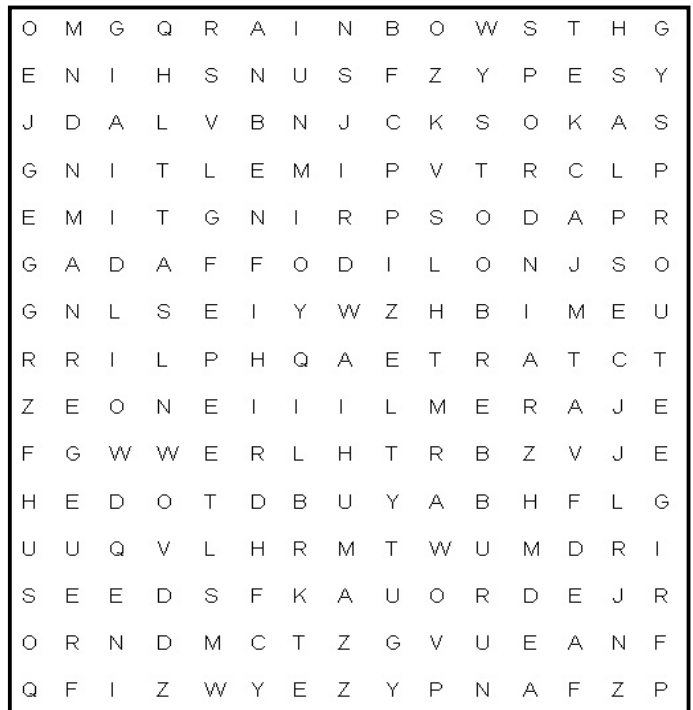 O M G Q R A I N B O W S T H G
E N I H S N U S F Z Y P E S Y
J D A L V B N J C K S O K A S
G N I T L E M I P V T R C L P
E M I T G N I R P S O D A P R
G A D A F F O D I L O N J S O
G N L S E I Y W Z H B I M E U
R R I L P H Q A E T R A T C T
Z E O N E I I I L M E R A J E
F G W W E R L H T R B Z V J E
H E D O T D B U Y A B H F L G
U U Q V L H R M T W U M D R I
S E E D S F K A U O R D E J R
O R N D M C T Z G V U E A N F
Q F I Z W Y E Z Y P N A F Z P